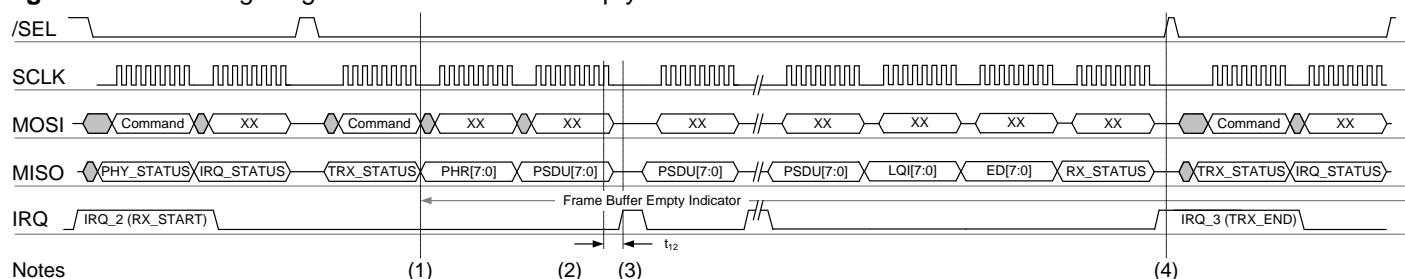 /SEL
SCLK
MOSI Command XX Command XX XX XX XX XX XX XX Command XX
MISO PHY_STATUS IRQ_STATUS TRX_STATUS PHR[7:0] PSDU[7:0] PSDU[7:0] PSDU[7:0] LQI[7:0] ED[7:0] RX_STATUS TRX_STATUS IRQ_STATUS
Frame Buffer Empty Indicator
IRQ IRQ_2 (RX_START) IRQ_3 (TRX_END)
t12
Notes (1) (2) (3) (4)